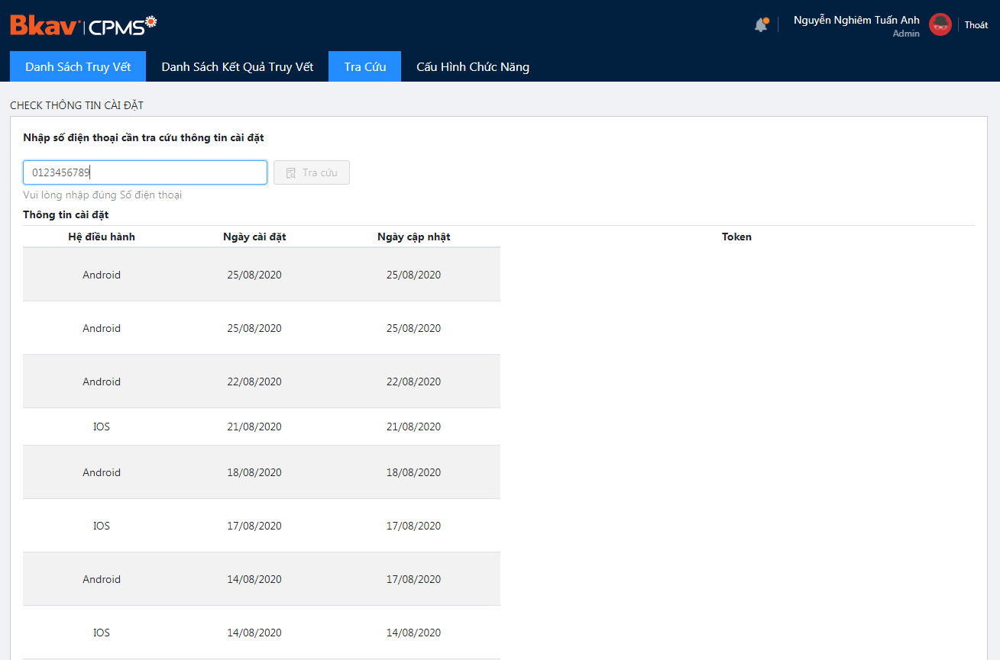 Bkav | CPMS
Nguyễn Nghiêm Tuấn Anh
Admin
Thoát
Danh Sách Truy Vết Danh Sách Kết Quả Truy Vết Tra Cứu Cấu Hình Chức Năng
CHECK THÔNG TIN CÀI ĐẶT
Nhập số điện thoại cần tra cứu thông tin cài đặt
0123456789 Tra cứu
Vui lòng nhập đúng Số điện thoại
Thông tin cài đặt
Hệ điều hành Ngày cài đặt Ngày cập nhật Token
Android 25/08/2020 25/08/2020
Android 25/08/2020 25/08/2020
Android 22/08/2020 22/08/2020
IOS 21/08/2020 21/08/2020
Android 18/08/2020 18/08/2020
IOS 17/08/2020 17/08/2020
Android 14/08/2020 17/08/2020
IOS 14/08/2020 14/08/2020